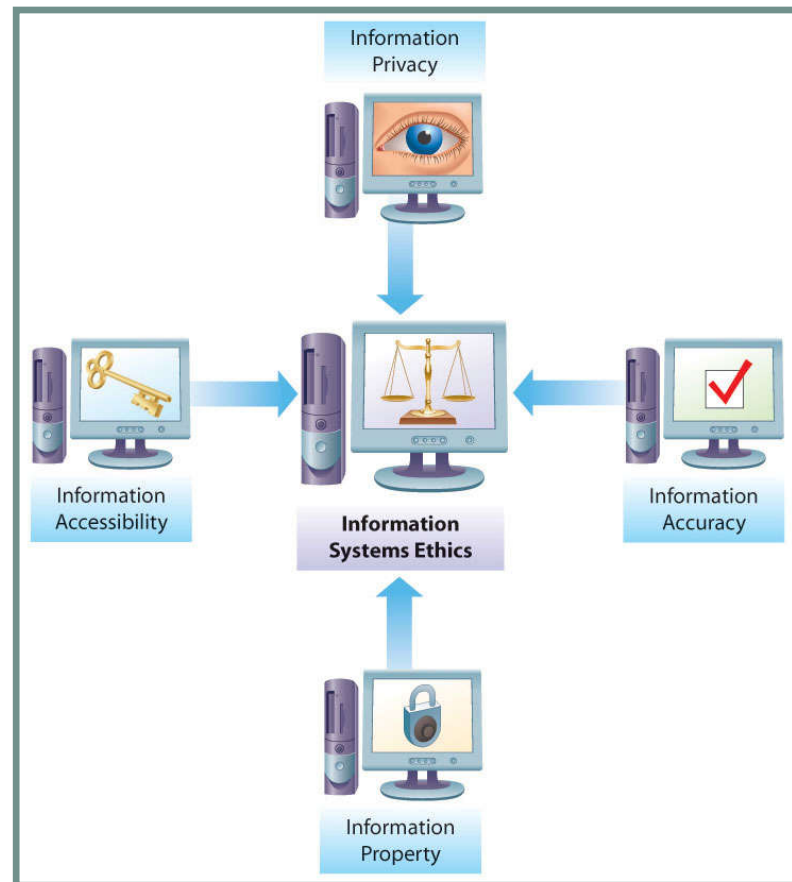 Information
Privacy
Information
Accessibility
Information
Systems Ethics
Information
Accuracy
Information
Property